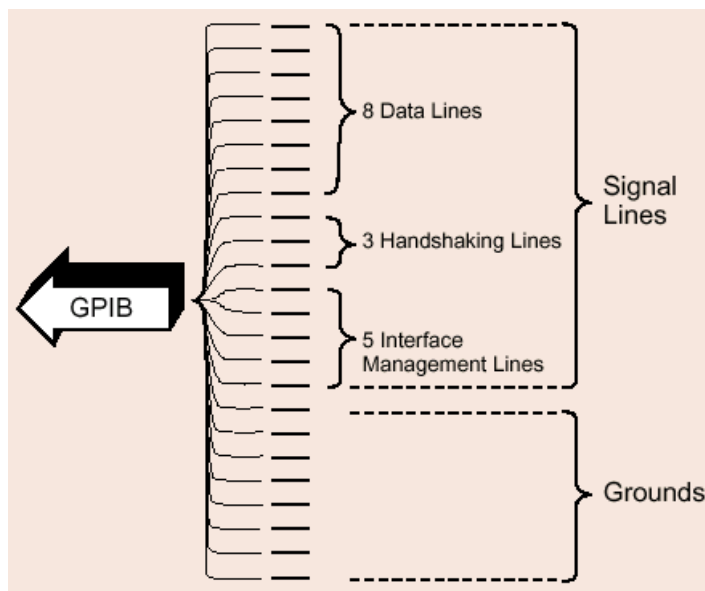 8 Data Lines
Signal
Lines
3 Handshaking Lines
GPIB
5 Interface
Management Lines
Grounds